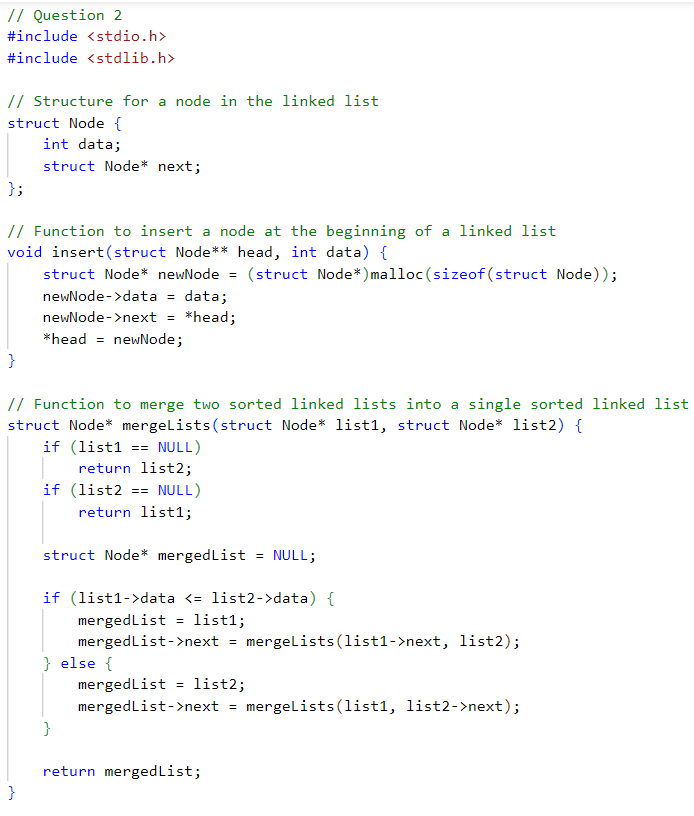 // Question 2
#include <stdio.h>
#include <stdlib.h>

// Structure for a node in the linked list
struct Node {
    int data;
    struct Node* next;
};

// Function to insert a node at the beginning of a linked list
void insert(struct Node** head, int data) {
    struct Node* newNode = (struct Node*)malloc(sizeof(struct Node));
    newNode->data = data;
    newNode->next = *head;
    *head = newNode;
}

// Function to merge two sorted linked lists into a single sorted linked list
struct Node* mergeLists(struct Node* list1, struct Node* list2) {
    if (list1 == NULL)
        return list2;
    if (list2 == NULL)
        return list1;

    struct Node* mergedList = NULL;

    if (list1->data <= list2->data) {
        mergedList = list1;
        mergedList->next = mergeLists(list1->next, list2);
    } else {
        mergedList = list2;
        mergedList->next = mergeLists(list1, list2->next);
    }

    return mergedList;
}